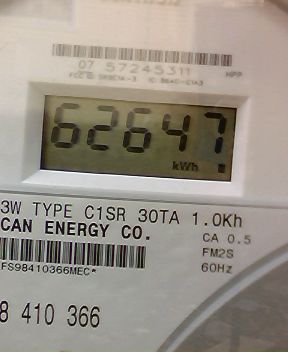 07 57245311 HPP
62647
kWh
3W TYPE C1SR 30TA 1.0Kh
CAN ENERGY CO.
CA 0.5
FM2S
60Hz
FS98410366MEC*
8 410 366